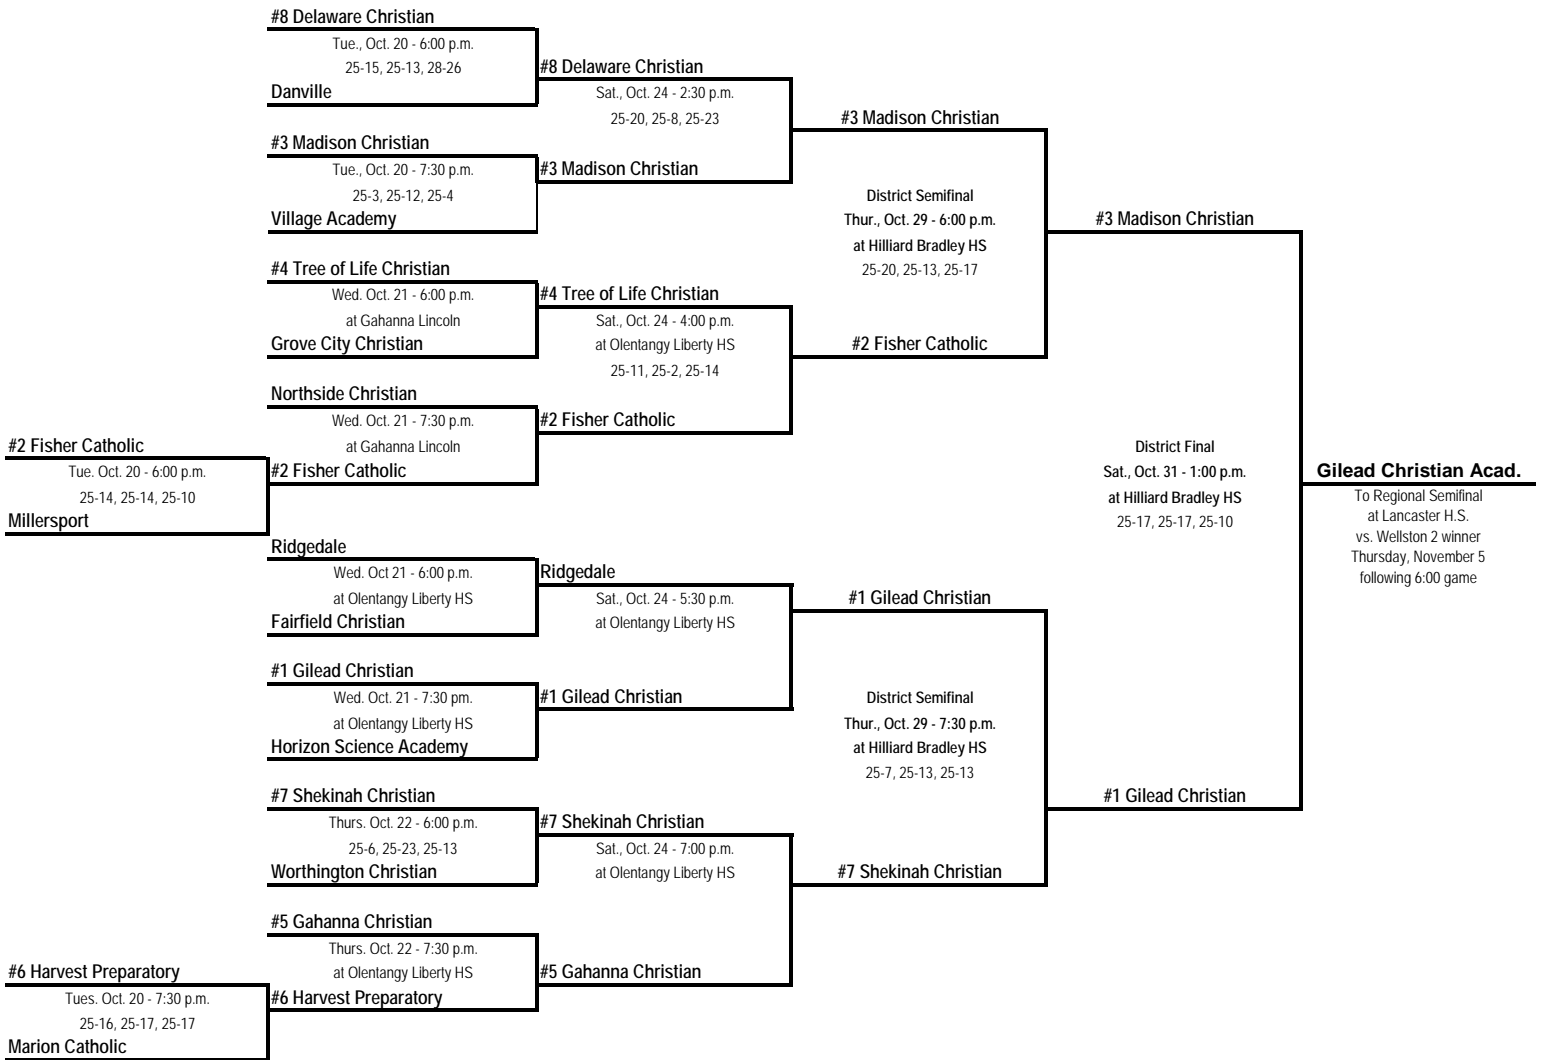 #8 Delaware Christian
Tue., Oct. 20 - 6:00 p.m.
25-15, 25-13, 28-26
Danville
#3 Madison Christian
Tue., Oct. 20 - 7:30 p.m.
25-3, 25-12, 25-4
Village Academy
#4 Tree of Life Christian
Wed. Oct. 21 - 6:00 p.m.
at Gahanna Lincoln
Grove City Christian
Northside Christian
Wed. Oct. 21 - 7:30 p.m.
at Gahanna Lincoln
#2 Fisher Catholic
#2 Fisher Catholic
Tue. Oct. 20 - 6:00 p.m.
25-14, 25-14, 25-10
Millersport
Ridgedale
Wed. Oct 21 - 6:00 p.m.
at Olentangy Liberty HS
Fairfield Christian
#1 Gilead Christian
Wed. Oct. 21 - 7:30 pm.
at Olentangy Liberty HS
Horizon Science Academy
#7 Shekinah Christian
Thurs. Oct. 22 - 6:00 p.m.
25-6, 25-23, 25-13
Worthington Christian
#5 Gahanna Christian
Thurs. Oct. 22 - 7:30 p.m.
at Olentangy Liberty HS
#6 Harvest Preparatory
#6 Harvest Preparatory
Tues. Oct. 20 - 7:30 p.m.
25-16, 25-17, 25-17
Marion Catholic
#8 Delaware Christian
Sat., Oct. 24 - 2:30 p.m.
25-20, 25-8, 25-23
#3 Madison Christian
#4 Tree of Life Christian
Sat., Oct. 24 - 4:00 p.m.
at Olentangy Liberty HS
25-11, 25-2, 25-14
#2 Fisher Catholic
Ridgedale
Sat., Oct. 24 - 5:30 p.m.
at Olentangy Liberty HS
#1 Gilead Christian
#7 Shekinah Christian
Sat., Oct. 24 - 7:00 p.m.
at Olentangy Liberty HS
#5 Gahanna Christian
#3 Madison Christian
District Semifinal
Thur., Oct. 29 - 6:00 p.m.
at Hilliard Bradley HS
25-20, 25-13, 25-17
#2 Fisher Catholic
#1 Gilead Christian
District Semifinal
Thur., Oct. 29 - 7:30 p.m.
at Hilliard Bradley HS
25-7, 25-13, 25-13
#7 Shekinah Christian
#3 Madison Christian
District Final
Sat., Oct. 31 - 1:00 p.m.
at Hilliard Bradley HS
25-17, 25-17, 25-10
#1 Gilead Christian
Gilead Christian Acad.
To Regional Semifinal
at Lancaster H.S.
vs. Wellston 2 winner
Thursday, November 5
following 6:00 game